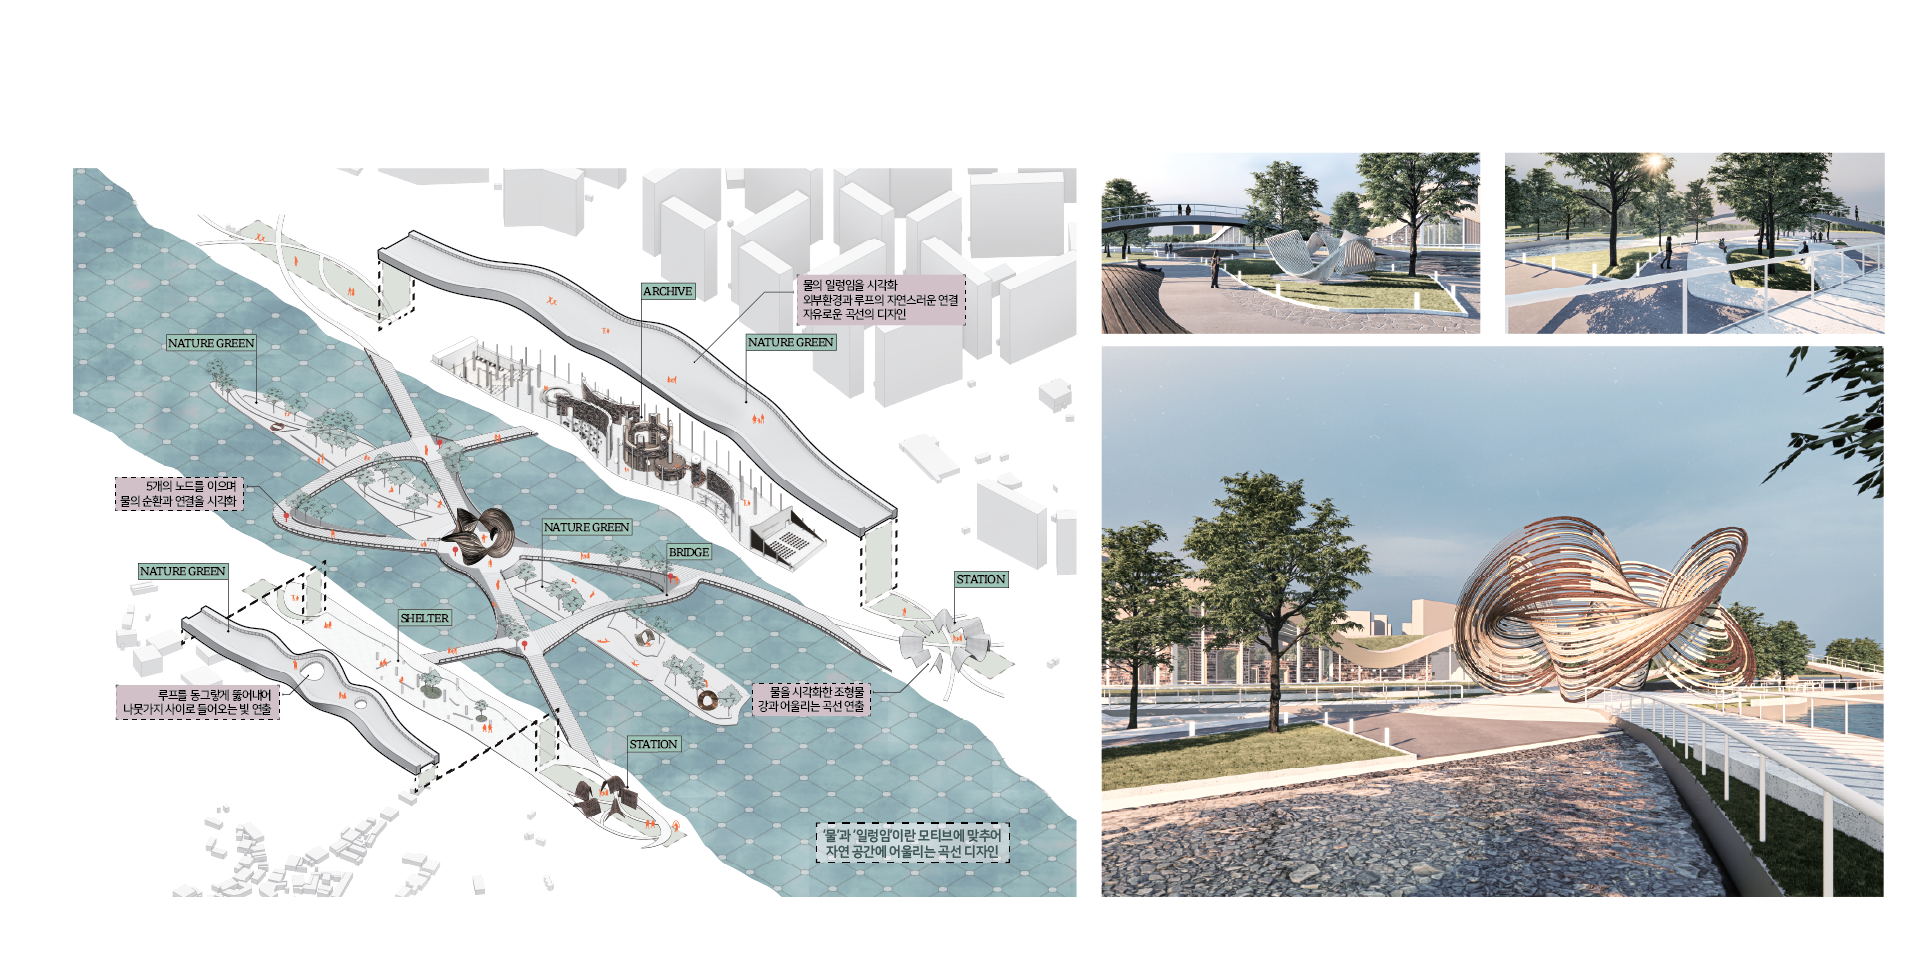 ARCHIVE
물의 일렁임을 시각화
외부환경과 루프의 자연스러운 연결
자유로운 곡선의 디자인
NATURE GREEN
NATURE GREEN
5개의 노드를 이으며
물의 순환과 연결을 시각화
NATURE GREEN
BRIDGE
NATURE GREEN
STATION
SHELTER
루프를 동그랗게 뚫어내어
나뭇가지 사이로 들어오는 빛 연출
물을 시각화한 조형물
강과 어울리는 곡선 연출
STATION
'물'과 '일렁임'이란 모티브에 맞추어
자연 공간에 어울리는 곡선 디자인